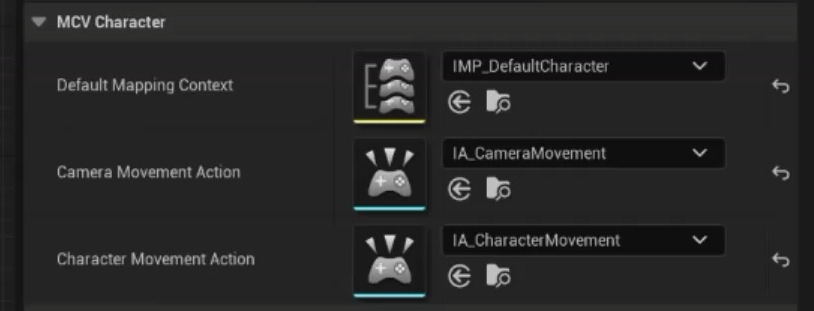 MCV Character
Default Mapping Context
IMP_DefaultCharacter
Camera Movement Action
IA_CameraMovement
Character Movement Action
IA_CharacterMovement